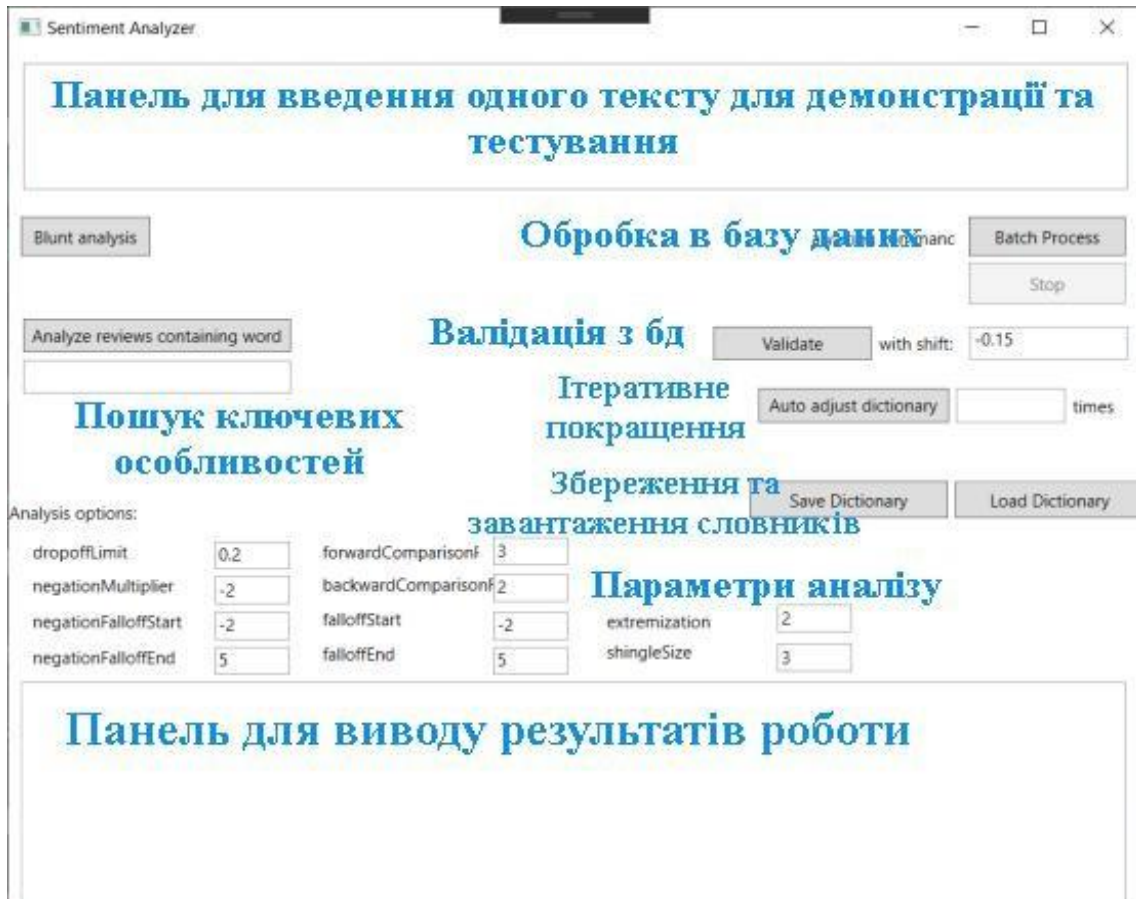 Sentiment Analyzer
Панель для введення одного тексту для демонстрації та
тестування
Blunt analysis
Обробка в базу даних
Batch Process
Stop
Analyze reviews containing word
Валідація з бд
Validate
with shift:
-0.15
Ітеративне
покращення
Auto adjust dictionary
times
Пошук ключевих
особливостей
Збереження та
завантаження словників
Save Dictionary
Load Dictionary
Analysis options:
dropoffLimit
0.2
forwardComparisonF
3
negationMultiplier
-2
backwardComparisonF
2
Параметри аналізу
negationFalloffStart
-2
falloffStart
-2
extremization
2
negationFalloffEnd
5
falloffEnd
5
shingleSize
3
Панель для виводу результатів роботи